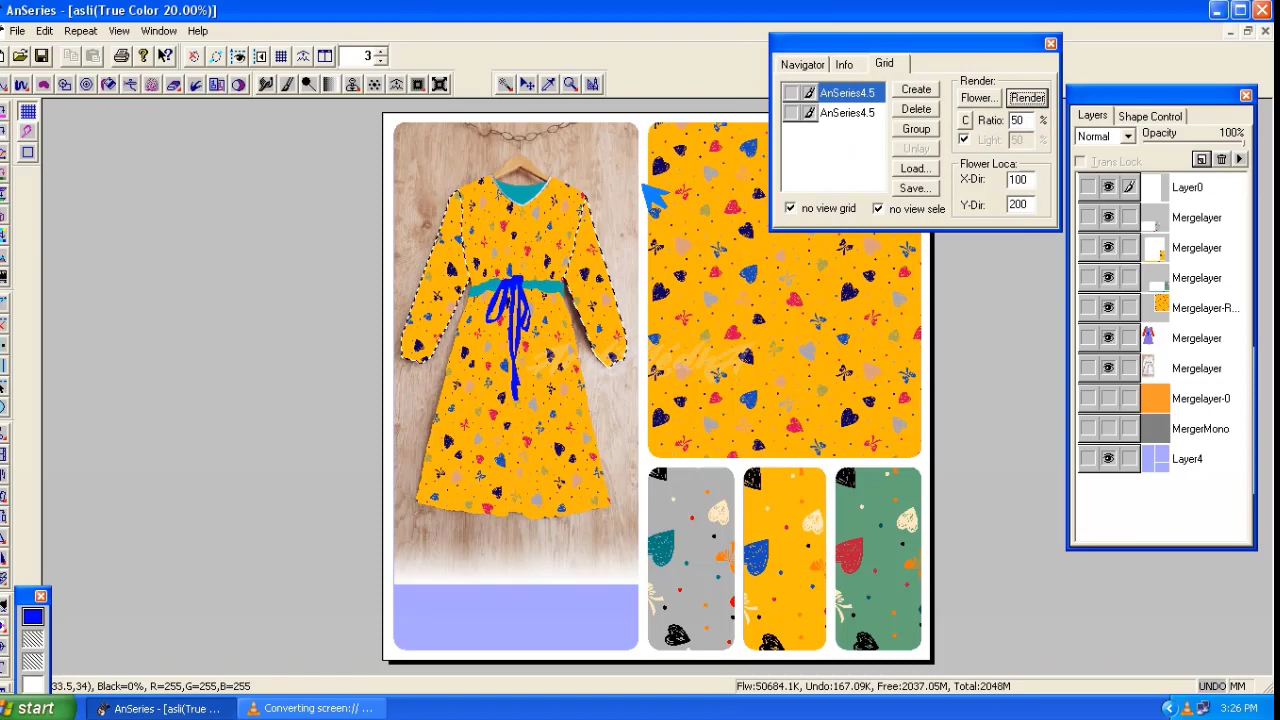 AnSeries - [asli(True Color 20.00%)]
File Edit Repeat View Window Help
3
Navigator Info Grid
AnSeries4.5
AnSeries4.5
Create
Delete
Group
Unlay
Load...
Save...
Render:
Flower... Render
C Ratio: 50 %
Light: 50 %
Flower Loca:
X-Dir: 100
Y-Dir: 200
no view grid no view sele
Layers Shape Control
Normal Opacity 100%
Trans Lock
Layer0
Mergelayer
Mergelayer
Mergelayer
Mergelayer-R...
Mergelayer
Mergelayer
Mergelayer-0
MergerMono
Layer4
33.5,34), Black=0%, R=255,G=255,B=255
Flw:50684.1K, Undo:167.09K, Free:2037.05M, Total:2048M
UNDO MM
start
AnSeries - [asli(True ...
Converting screen:// ...
3:26 PM